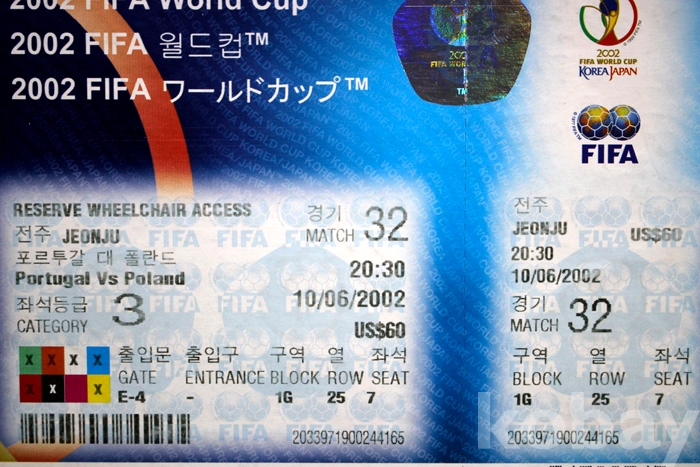 2002 FIFA World Cup
2002 FIFA 월드컵™
2002 FIFA ワールドカップ™
2002
FIFA WORLD CUP
KOREA JAPAN
FIFA
RESERVE WHEELCHAIR ACCESS
전주 JEONJU
경기
MATCH 32
포르투갈 대 폴란드
Portugal Vs Poland
20:30
10/06/2002
좌석등급
CATEGORY 3
US$60
X X X X
X X X X
출입문 출입구 구역 열 좌석
GATE ENTRANCE BLOCK ROW SEAT
E-4 - 1G 25 7
2033971900244165
전주
JEONJU US$60
20:30
10/06/2002
경기
MATCH 32
구역 열 좌석
BLOCK ROW SEAT
1G 25 7
2033971900244165